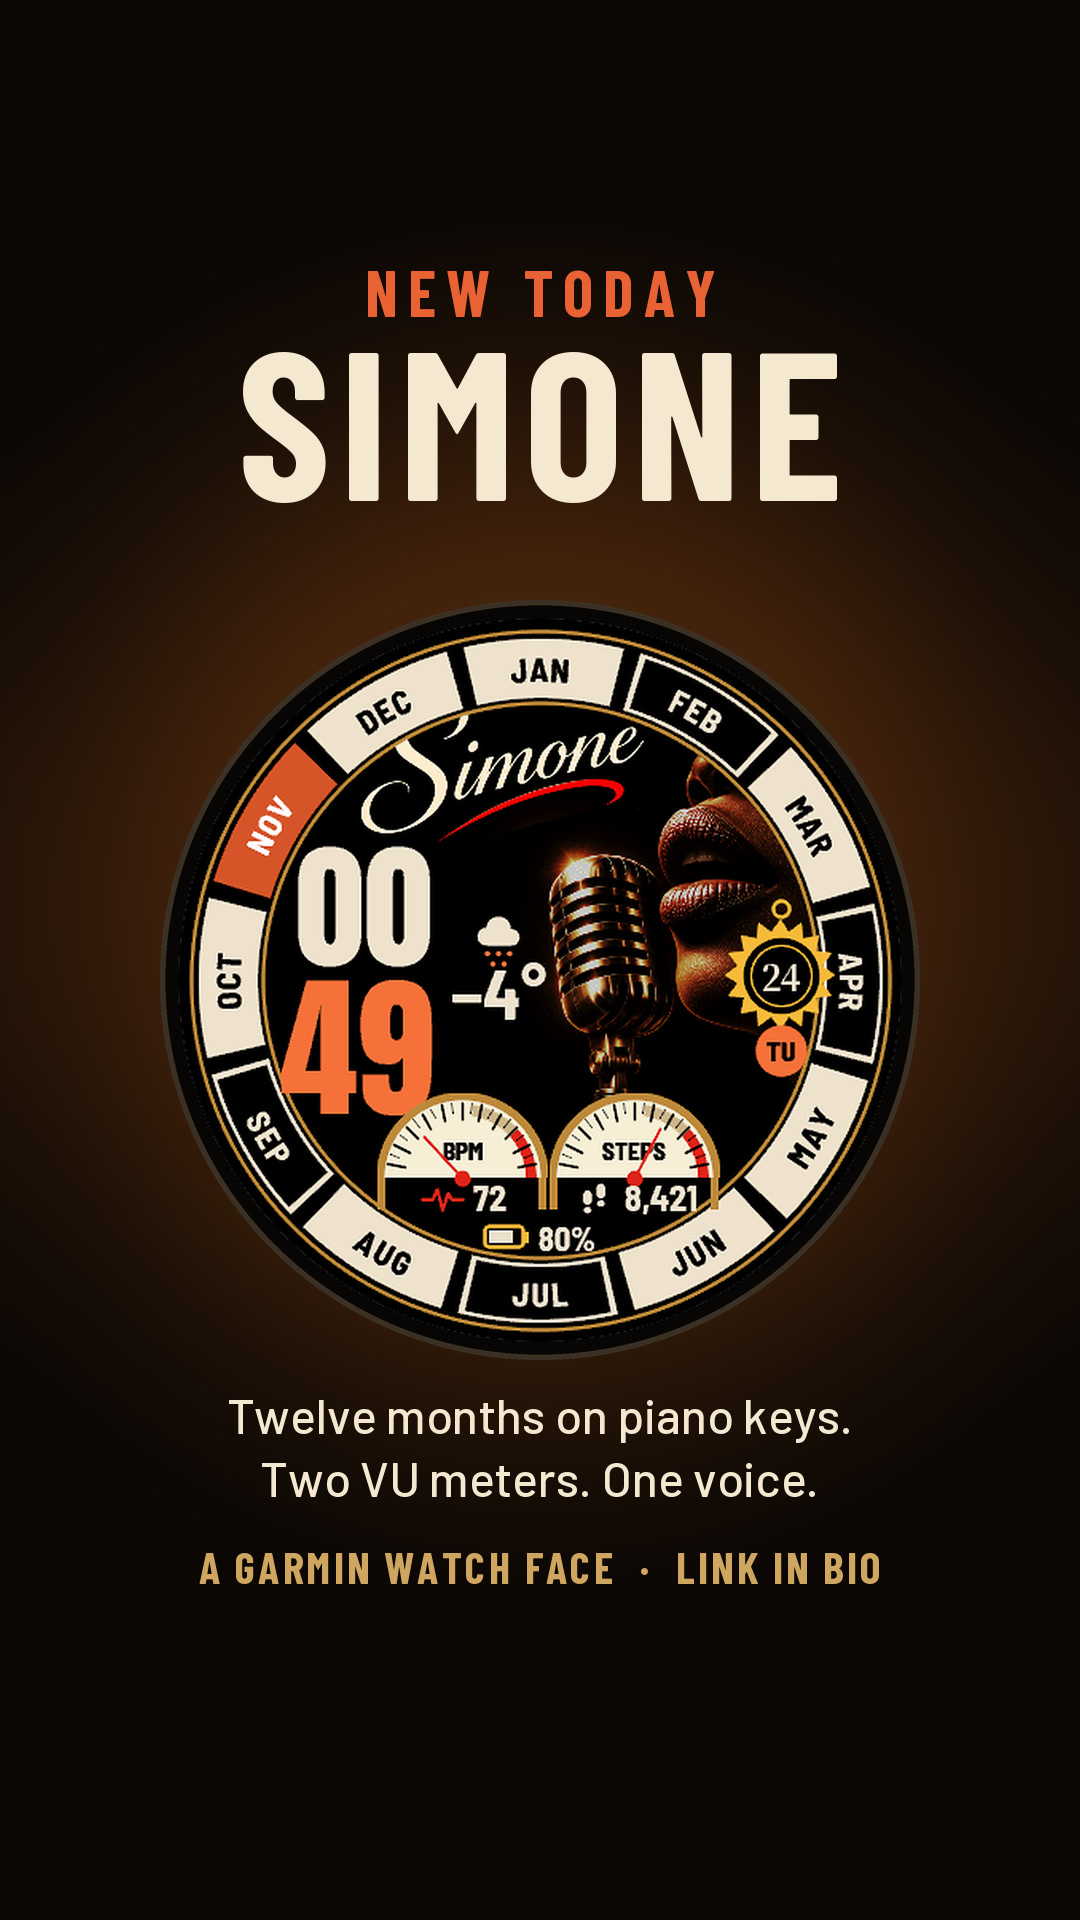 NEW TODAY
SIMONE
JAN
FEB
MAR
APR
MAY
JUN
JUL
AUG
SEP
OCT
NOV
DEC
Simone
00
49
-4°
24
TU
BPM
72
STEPS
8,421
80%
Twelve months on piano keys.
Two VU meters. One voice.
A GARMIN WATCH FACE · LINK IN BIO